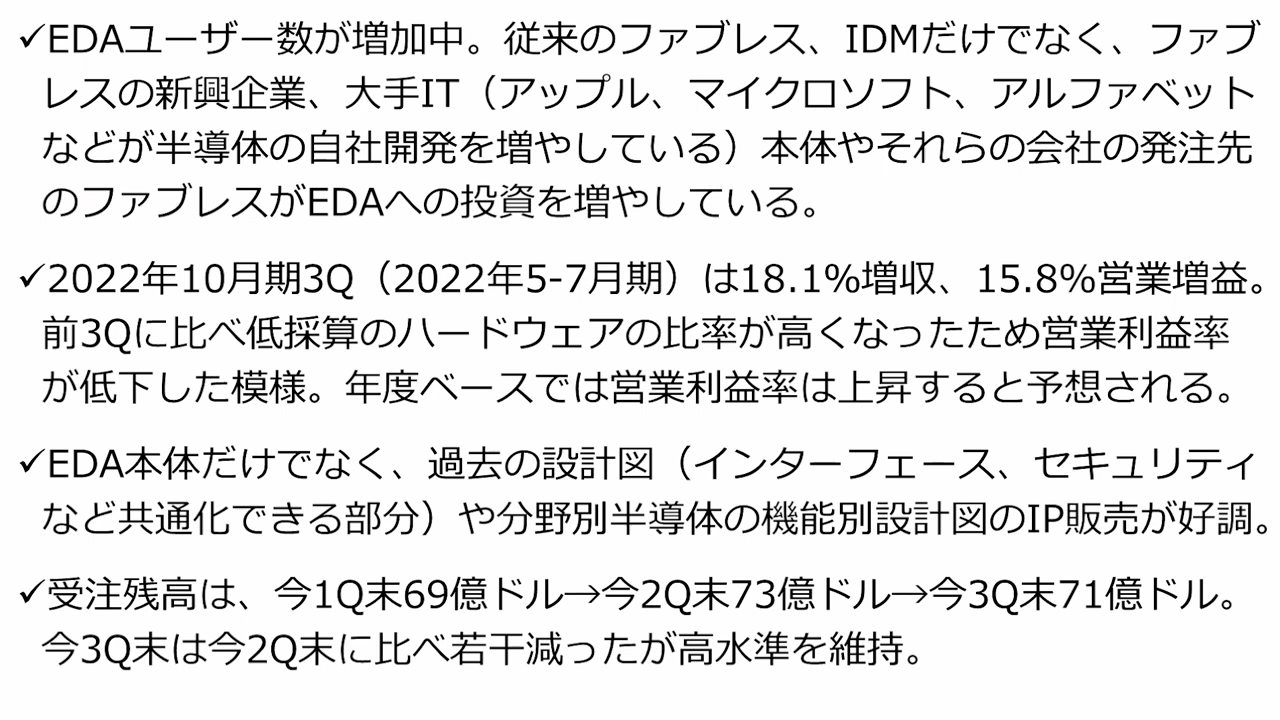 ✓EDAユーザー数が増加中。従来のファブレス、IDMだけでなく、ファブ
レスの新興企業、大手IT（アップル、マイクロソフト、アルファベット
などが半導体の自社開発を増やしている）本体やそれらの会社の発注先
のファブレスがEDAへの投資を増やしている。
✓2022年10月期3Q（2022年5-7月期）は18.1%増収、15.8%営業増益。
前3Qに比べ低採算のハードウェアの比率が高くなったため営業利益率
が低下した模様。年度ベースでは営業利益率は上昇すると予想される。
✓EDA本体だけでなく、過去の設計図（インターフェース、セキュリティ
など共通化できる部分）や分野別半導体の機能別設計図のIP販売が好調。
✓受注残高は、今1Q末69億ドル→今2Q末73億ドル→今3Q末71億ドル。
今3Q末は今2Q末に比べ若干減ったが高水準を維持。